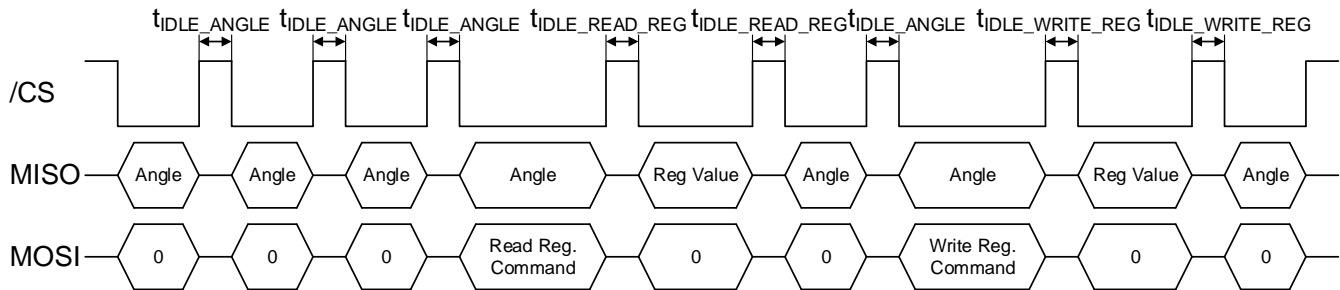 tIDLE_ANGLE tIDLE_ANGLE tIDLE_ANGLE tIDLE_READ_REG tIDLE_READ_REG tIDLE_ANGLE tIDLE_WRITE_REG tIDLE_WRITE_REG
/CS
MISO Angle Angle Angle Angle Reg Value Angle Angle Reg Value Angle
MOSI 0 0 0 Read Reg. Command 0 0 Write Reg. Command 0 0